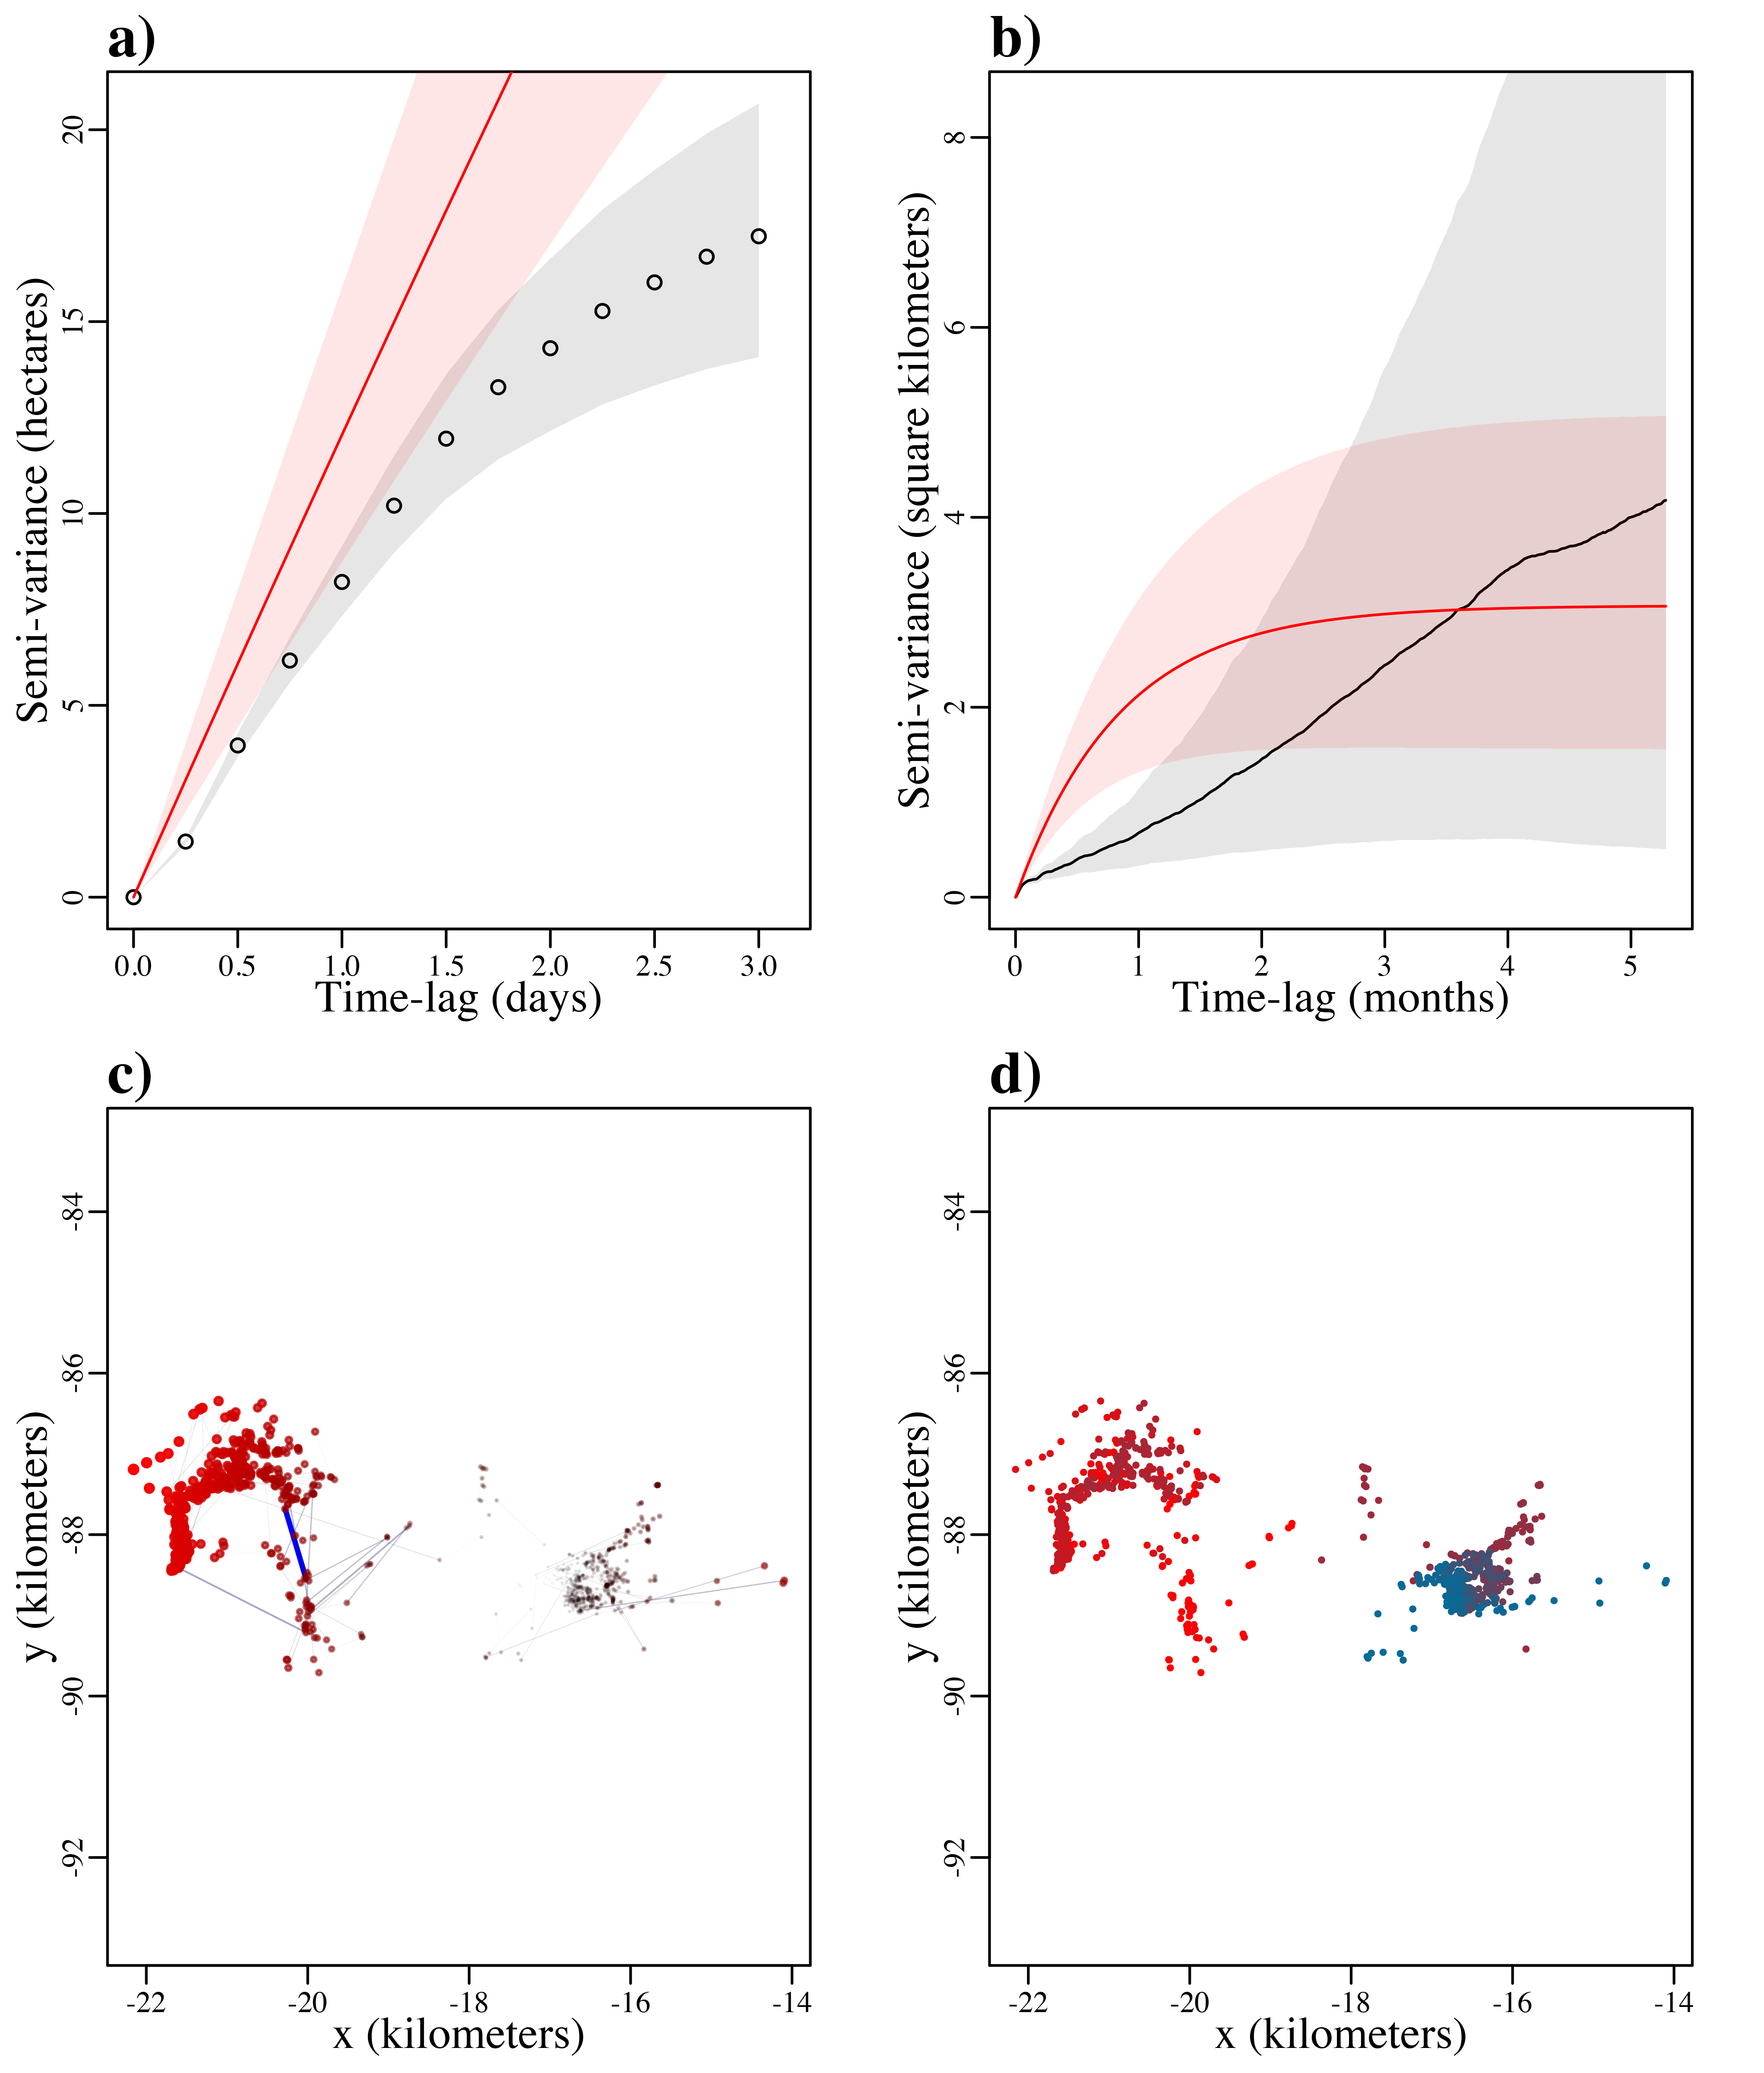 a)
Semi-variance (hectares)
20
15
10
5
0
0.0 0.5 1.0 1.5 2.0 2.5 3.0
Time-lag (days)
b)
Semi-variance (square kilometers)
8
6
4
2
0
0 1 2 3 4 5
Time-lag (months)
c)
y (kilometers)
-84
-86
-88
-90
-92
-22 -20 -18 -16 -14
x (kilometers)
d)
y (kilometers)
-84
-86
-88
-90
-92
-22 -20 -18 -16 -14
x (kilometers)